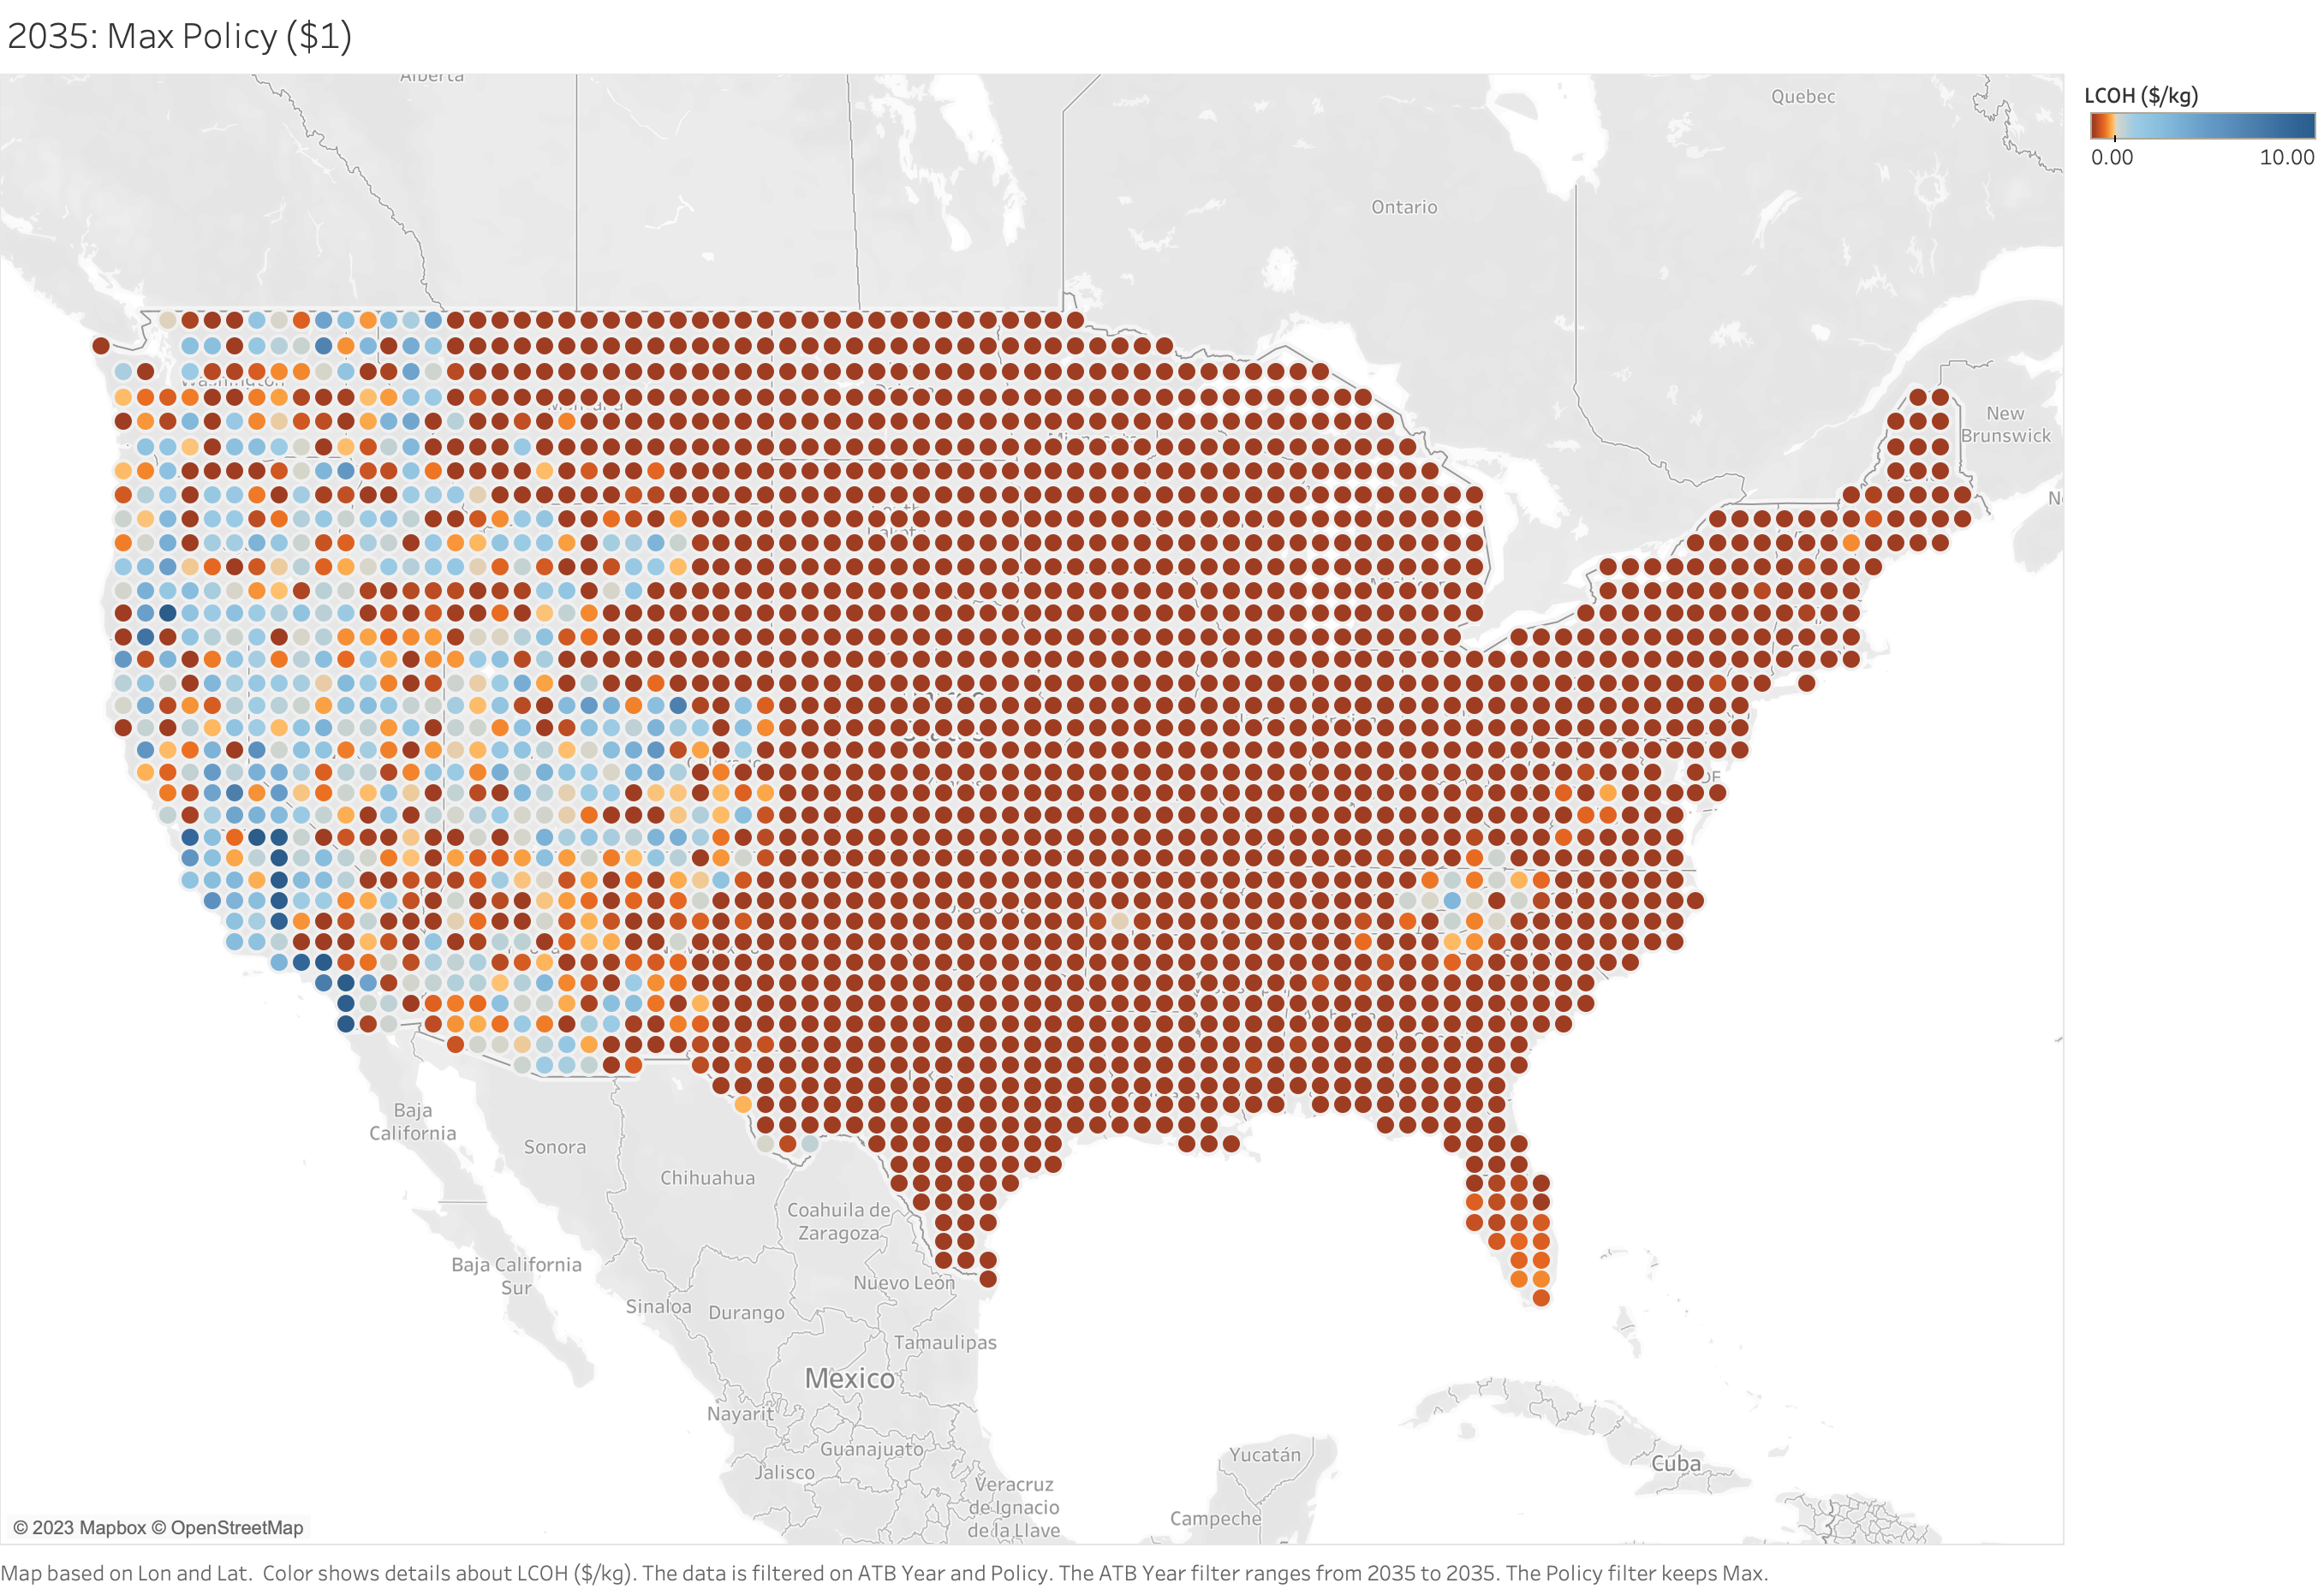 2035: Max Policy ($1)
LCOH ($/kg)
0.00 10.00
Alberta
Quebec
Ontario
New
Brunswick
Washington
Baja
California
Sonora
Chihuahua
Coahuila de
Zaragoza
Baja California
Sur
Nuevo León
Sinaloa
Durango
Tamaulipas
Mexico
Nayarit
Guanajuato
Jalisco
Yucatán
Cuba
Veracruz
de Ignacio
de la Llave
Campeche
© 2023 Mapbox © OpenStreetMap
Map based on Lon and Lat. Color shows details about LCOH ($/kg). The data is filtered on ATB Year and Policy. The ATB Year filter ranges from 2035 to 2035. The Policy filter keeps Max.